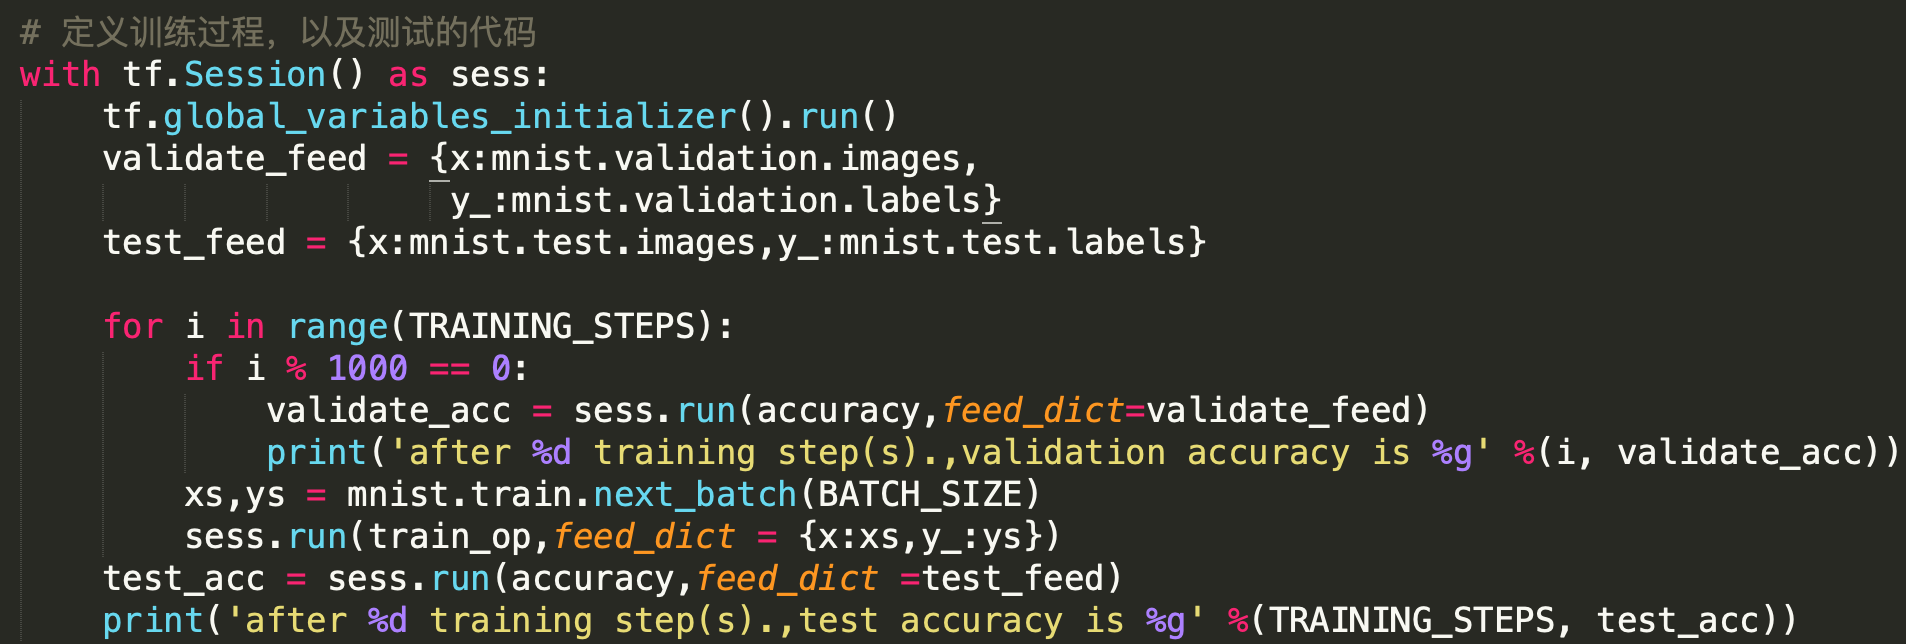 # 定义训练过程，以及测试的代码
with tf.Session() as sess:
    tf.global_variables_initializer().run()
    validate_feed = {x:mnist.validation.images,
                     y_:mnist.validation.labels}
    test_feed = {x:mnist.test.images,y_:mnist.test.labels}

    for i in range(TRAINING_STEPS):
        if i % 1000 == 0:
            validate_acc = sess.run(accuracy,feed_dict=validate_feed)
            print('after %d training step(s).,validation accuracy is %g' %(i, validate_acc))
        xs,ys = mnist.train.next_batch(BATCH_SIZE)
        sess.run(train_op,feed_dict = {x:xs,y_:ys})
    test_acc = sess.run(accuracy,feed_dict =test_feed)
    print('after %d training step(s).,test accuracy is %g' %(TRAINING_STEPS, test_acc))